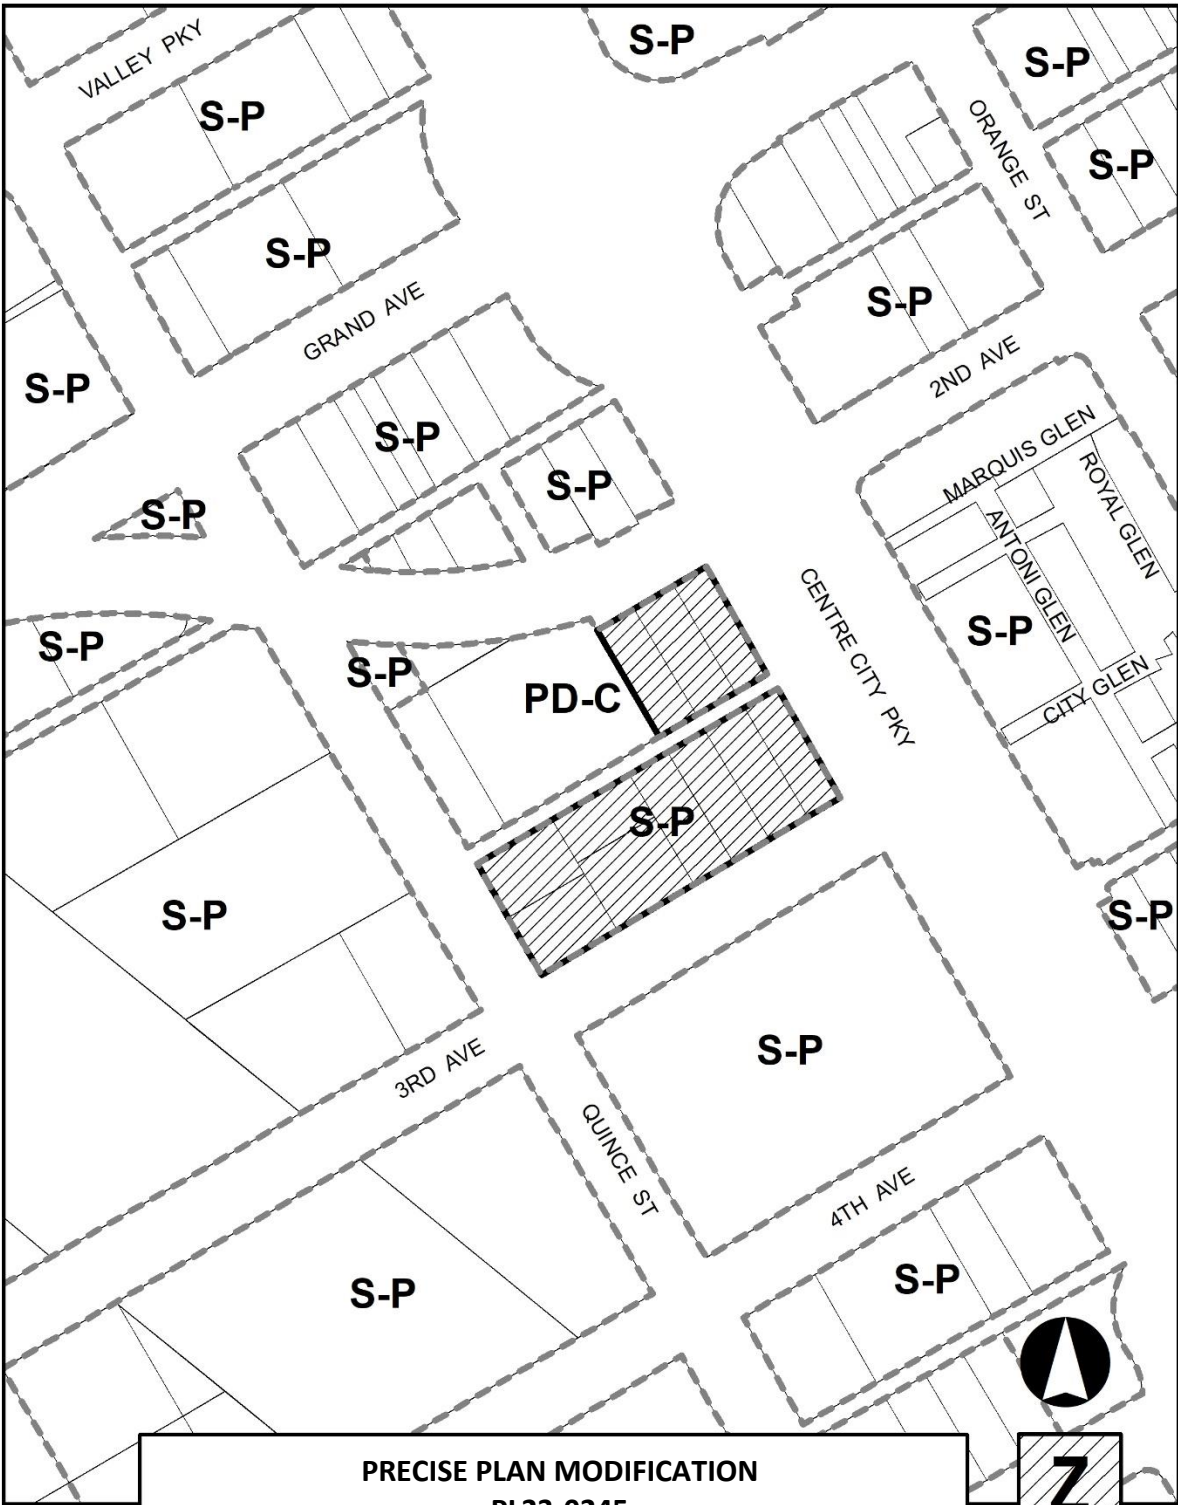 S-P
VALLEY PKY
S-P
S-P
ORANGE ST
S-P
S-P
S-P
GRAND AVE
2ND AVE
S-P
S-P
S-P
MARQUIS GLEN
ROYAL GLEN
S-P
ANTONI GLEN
S-P
S-P
S-P
CENTRE CITY PKY
PD-C
CITY GLEN
S-P
S-P
S-P
S-P
3RD AVE
QUINCE ST
4TH AVE
S-P
S-P
PRECISE PLAN MODIFICATION
Z